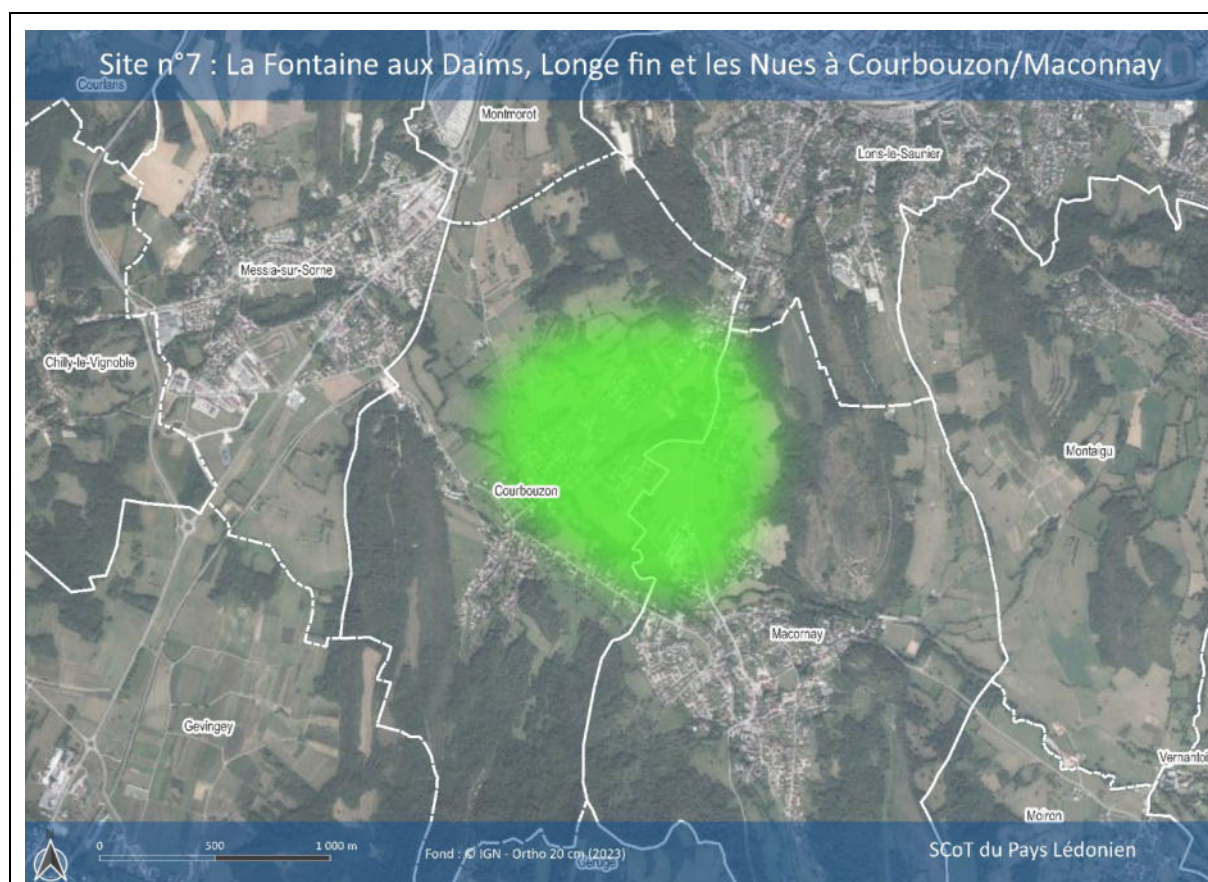 Site n°7 : La Fontaine aux Daims, Longe fin et les Nues à Courbouzon/Maconnay
Courlans
Montmorot
Lons-le-Saunier
Messia-sur-Sorne
Chilly-le-Vignoble
Montaigu
Courbouzon
Macornay
Gevingey
Vernantoi
Moiron
N
0 500 1 000 m
Fond : © IGN - Ortho 20 cm (2023)
Geruge
SCoT du Pays Lédonien